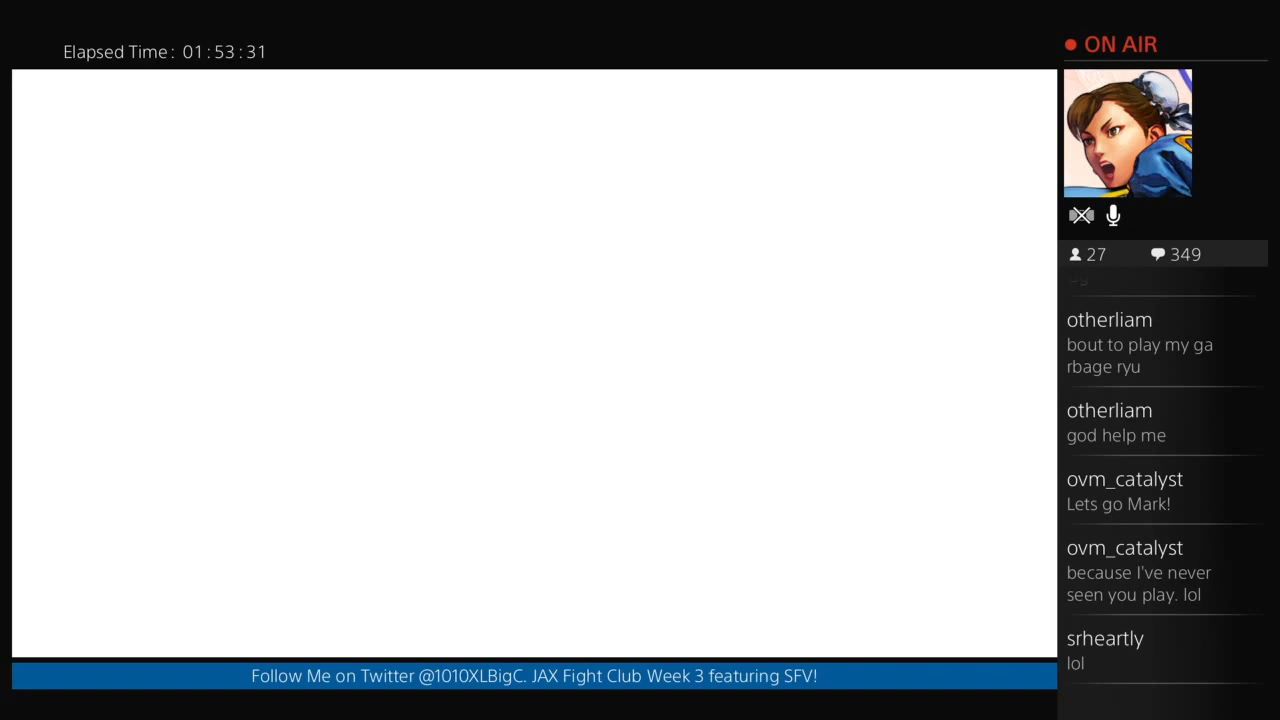 Elapsed Time: 01:53:31
ON AIR
27 349
otherliam
bout to play my ga
rbage ryu
otherliam
god help me
ovm_catalyst
Lets go Mark!
ovm_catalyst
because I've never
seen you play. lol
srheartly
lol
Follow Me on Twitter @1010XLBigC. JAX Fight Club Week 3 featuring SFV!